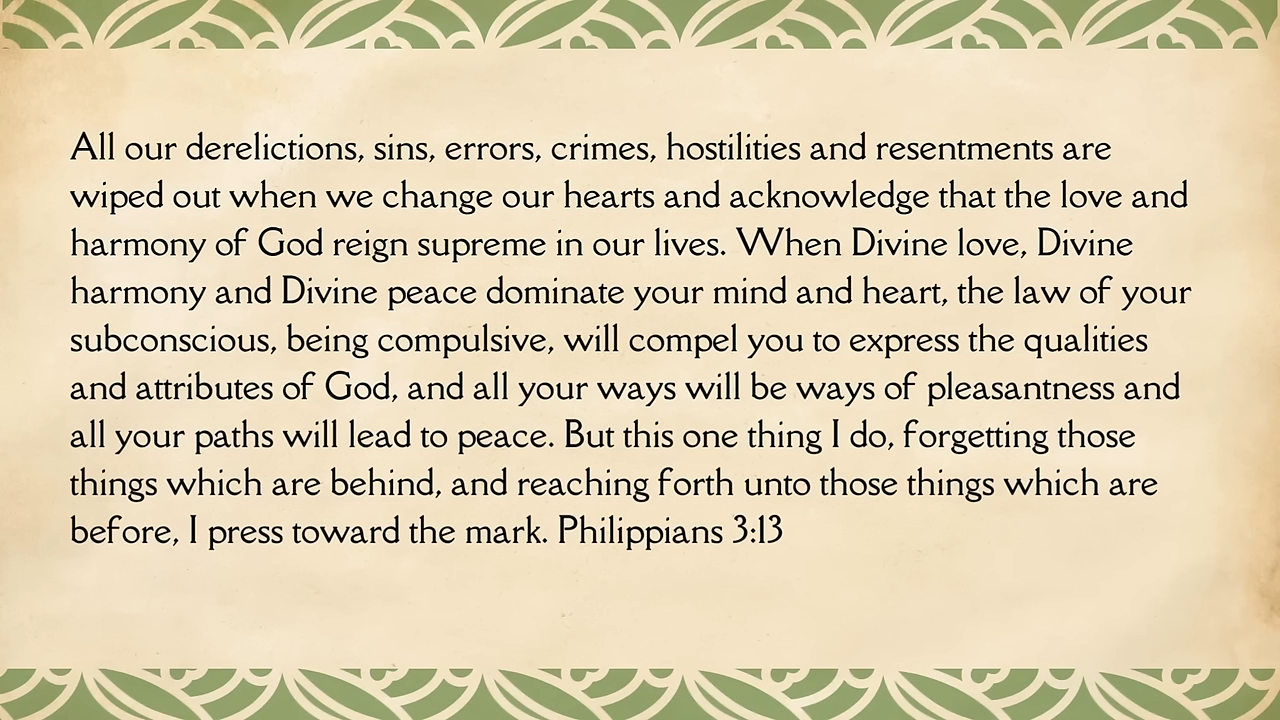 All our derelictions, sins, errors, crimes, hostilities and resentments are
wiped out when we change our hearts and acknowledge that the love and
harmony of God reign supreme in our lives. When Divine love, Divine
harmony and Divine peace dominate your mind and heart, the law of your
subconscious, being compulsive, will compel you to express the qualities
and attributes of God, and all your ways will be ways of pleasantness and
all your paths will lead to peace. But this one thing I do, forgetting those
things which are behind, and reaching forth unto those things which are
before, I press toward the mark. Philippians 3:13